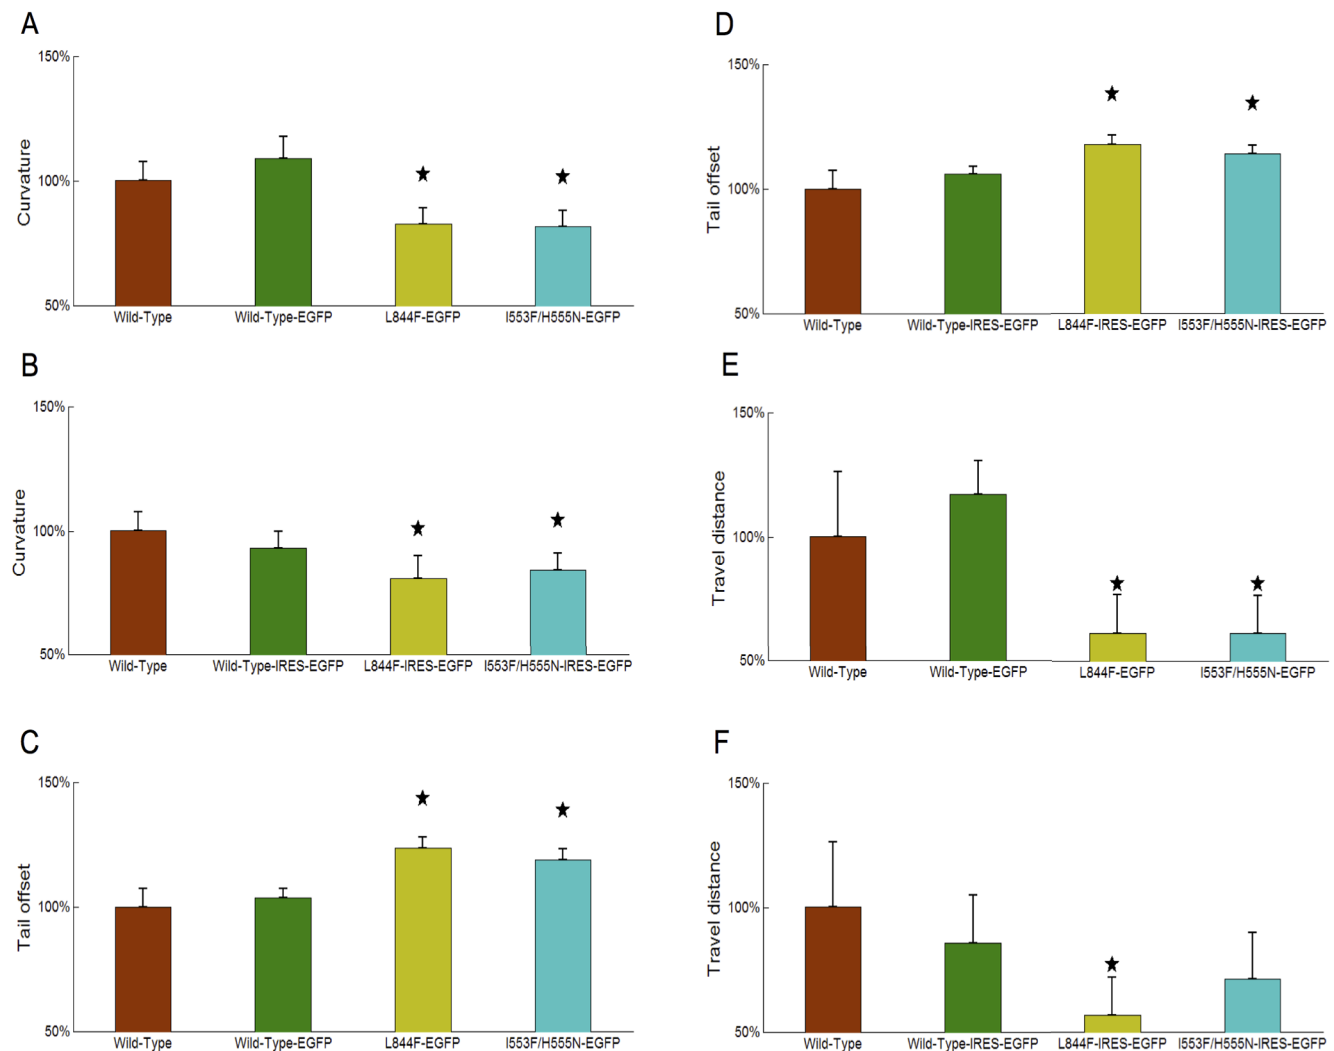 A
150%
100%
50%
Curvature
Wild-Type
Wild-Type-EGFP
L844F-EGFP
I553F/H555N-EGFP
B
150%
100%
50%
Curvature
Wild-Type
Wild-Type-IRES-EGFP
L844F-IRES-EGFP
I553F/H555N-IRES-EGFP
C
150%
100%
50%
Tail offset
Wild-Type
Wild-Type-EGFP
L844F-EGFP
I553F/H555N-EGFP
D
150%
100%
50%
Tail offset
Wild-Type
Wild-Type-IRES-EGFP
L844F-IRES-EGFP
I553F/H555N-IRES-EGFP
E
150%
100%
50%
Travel distance
Wild-Type
Wild-Type-EGFP
L844F-EGFP
I553F/H555N-EGFP
F
150%
100%
50%
Travel distance
Wild-Type
Wild-Type-IRES-EGFP
L844F-IRES-EGFP
I553F/H555N-IRES-EGFP